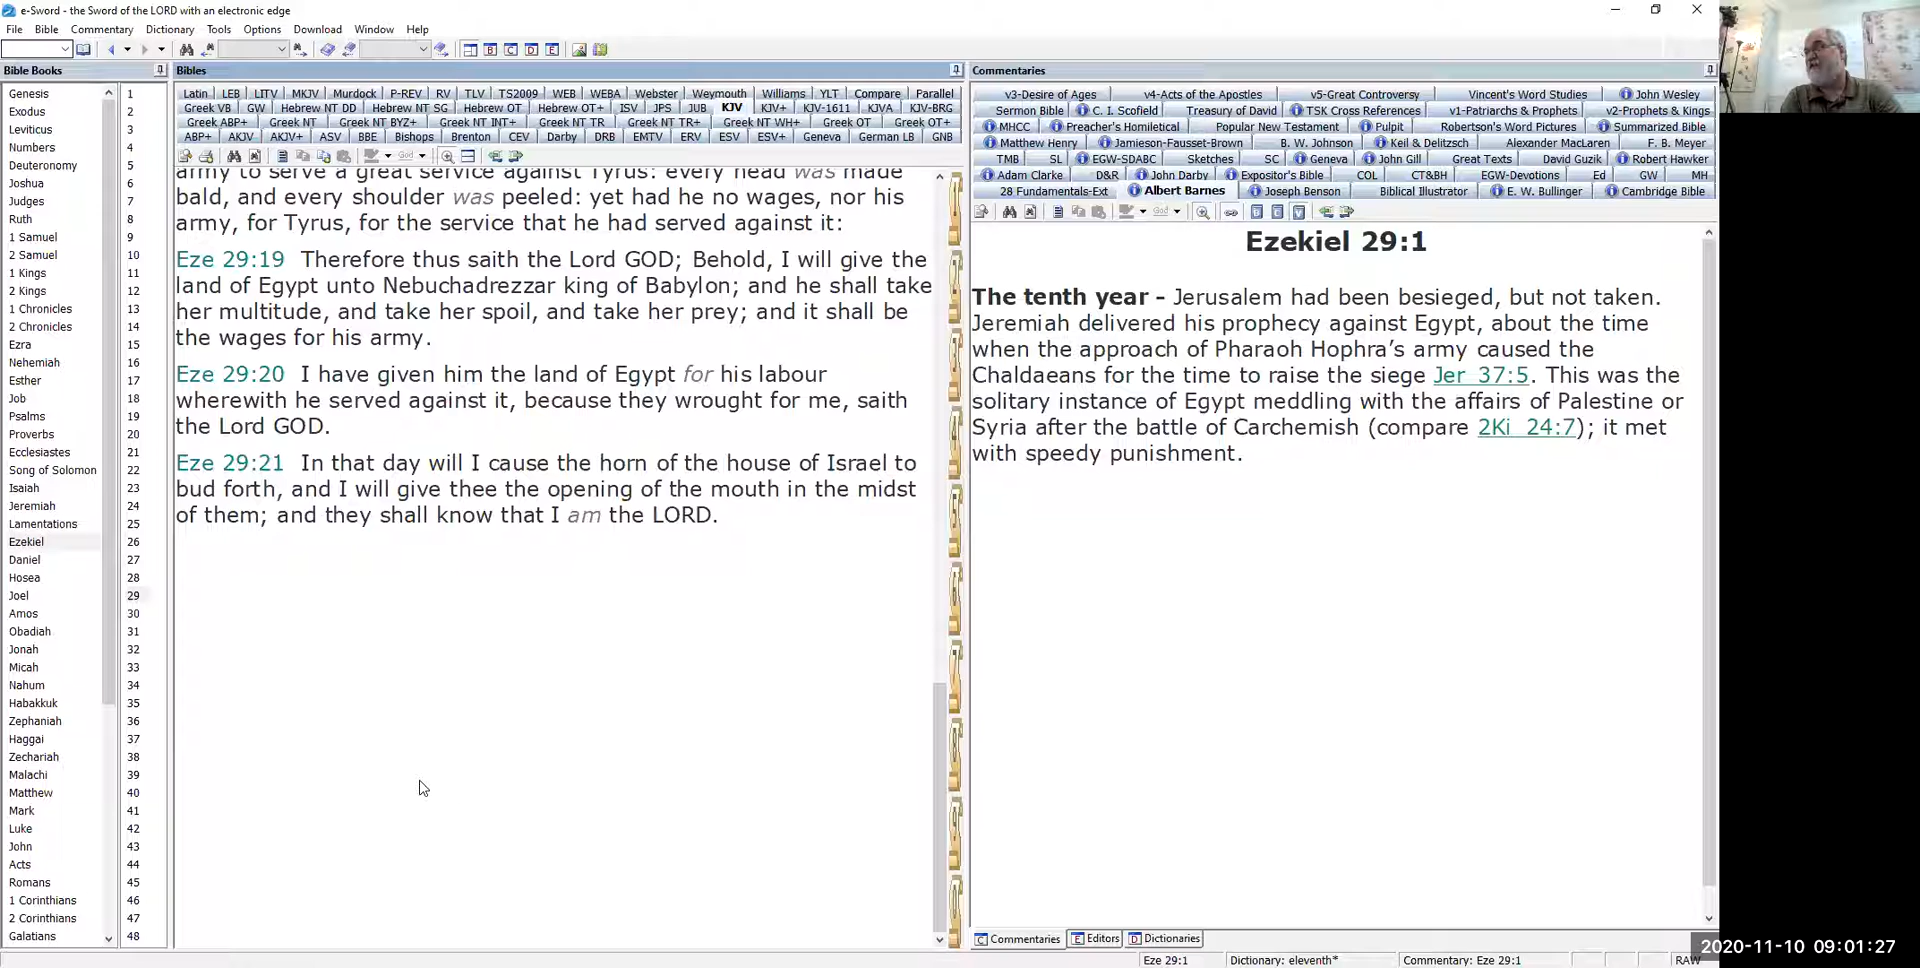 e-Sword - the Sword of the LORD with an electronic edge
File Bible Commentary Dictionary Tools Options Download Window Help
Bible Books
Genesis 1
Exodus 2
Leviticus 3
Numbers 4
Deuteronomy 5
Joshua 6
Judges 7
Ruth 8
1 Samuel 9
2 Samuel 10
1 Kings 11
2 Kings 12
1 Chronicles 13
2 Chronicles 14
Ezra 15
Nehemiah 16
Esther 17
Job 18
Psalms 19
Proverbs 20
Ecclesiastes 21
Song of Solomon 22
Isaiah 23
Jeremiah 24
Lamentations 25
Ezekiel 26
Daniel 27
Hosea 28
Joel 29
Amos 30
Obadiah 31
Jonah 32
Micah 33
Nahum 34
Habakkuk 35
Zephaniah 36
Haggai 37
Zechariah 38
Malachi 39
Matthew 40
Mark 41
Luke 42
John 43
Acts 44
Romans 45
1 Corinthians 46
2 Corinthians 47
Galatians 48
Bibles
Latin LEB LITV MKJV Murdock P-REV RV TLV TS2009 WEB WEBA Webster Weymouth Williams YLT Compare Parallel
Greek VB GW Hebrew NT DD Hebrew NT SG Hebrew OT Hebrew OT+ ISV JPS JUB KJV KJV+ KJV-1611 KJVA KJV-BRG
Greek ABP+ Greek NT Greek NT BYZ+ Greek NT INT+ Greek NT TR Greek NT TR+ Greek NT WH+ Greek OT Greek OT+
ABP+ AKJV AKJV+ ASV BBE Bishops Brenton CEV Darby DRB EMTV ERV ESV ESV+ Geneva German LB GNB
God
army to serve a great service against Tyrus: every head was made
bald, and every shoulder was peeled: yet had he no wages, nor his
army, for Tyrus, for the service that he had served against it:
Eze 29:19 Therefore thus saith the Lord GOD; Behold, I will give the
land of Egypt unto Nebuchadrezzar king of Babylon; and he shall take
her multitude, and take her spoil, and take her prey; and it shall be
the wages for his army.
Eze 29:20 I have given him the land of Egypt for his labour
wherewith he served against it, because they wrought for me, saith
the Lord GOD.
Eze 29:21 In that day will I cause the horn of the house of Israel to
bud forth, and I will give thee the opening of the mouth in the midst
of them; and they shall know that I am the LORD.
Commentaries
v3-Desire of Ages v4-Acts of the Apostles v5-Great Controversy Vincent's Word Studies John Wesley
Sermon Bible C. I. Scofield Treasury of David TSK Cross References v1-Patriarchs & Prophets v2-Prophets & Kings
MHCC Preacher's Homiletical Popular New Testament Pulpit Robertson's Word Pictures Summarized Bible
Matthew Henry Jamieson-Fausset-Brown B. W. Johnson Keil & Delitzsch Alexander MacLaren F. B. Meyer
TMB SL EGW-SDABC Sketches SC Geneva John Gill Great Texts David Guzik Robert Hawker
Adam Clarke D&R John Darby Expositor's Bible COL CT&BH EGW-Devotions Ed GW MH
28 Fundamentals-Ext Albert Barnes Joseph Benson Biblical Illustrator E. W. Bullinger Cambridge Bible
God
Ezekiel 29:1
The tenth year - Jerusalem had been besieged, but not taken.
Jeremiah delivered his prophecy against Egypt, about the time
when the approach of Pharaoh Hophra's army caused the
Chaldaeans for the time to raise the siege Jer 37:5. This was the
solitary instance of Egypt meddling with the affairs of Palestine or
Syria after the battle of Carchemish (compare 2Ki 24:7); it met
with speedy punishment.
Commentaries Editors Dictionaries
Eze 29:1 Dictionary: eleventh* Commentary: Eze 29:1 RAW
2020-11-10 09:01:27